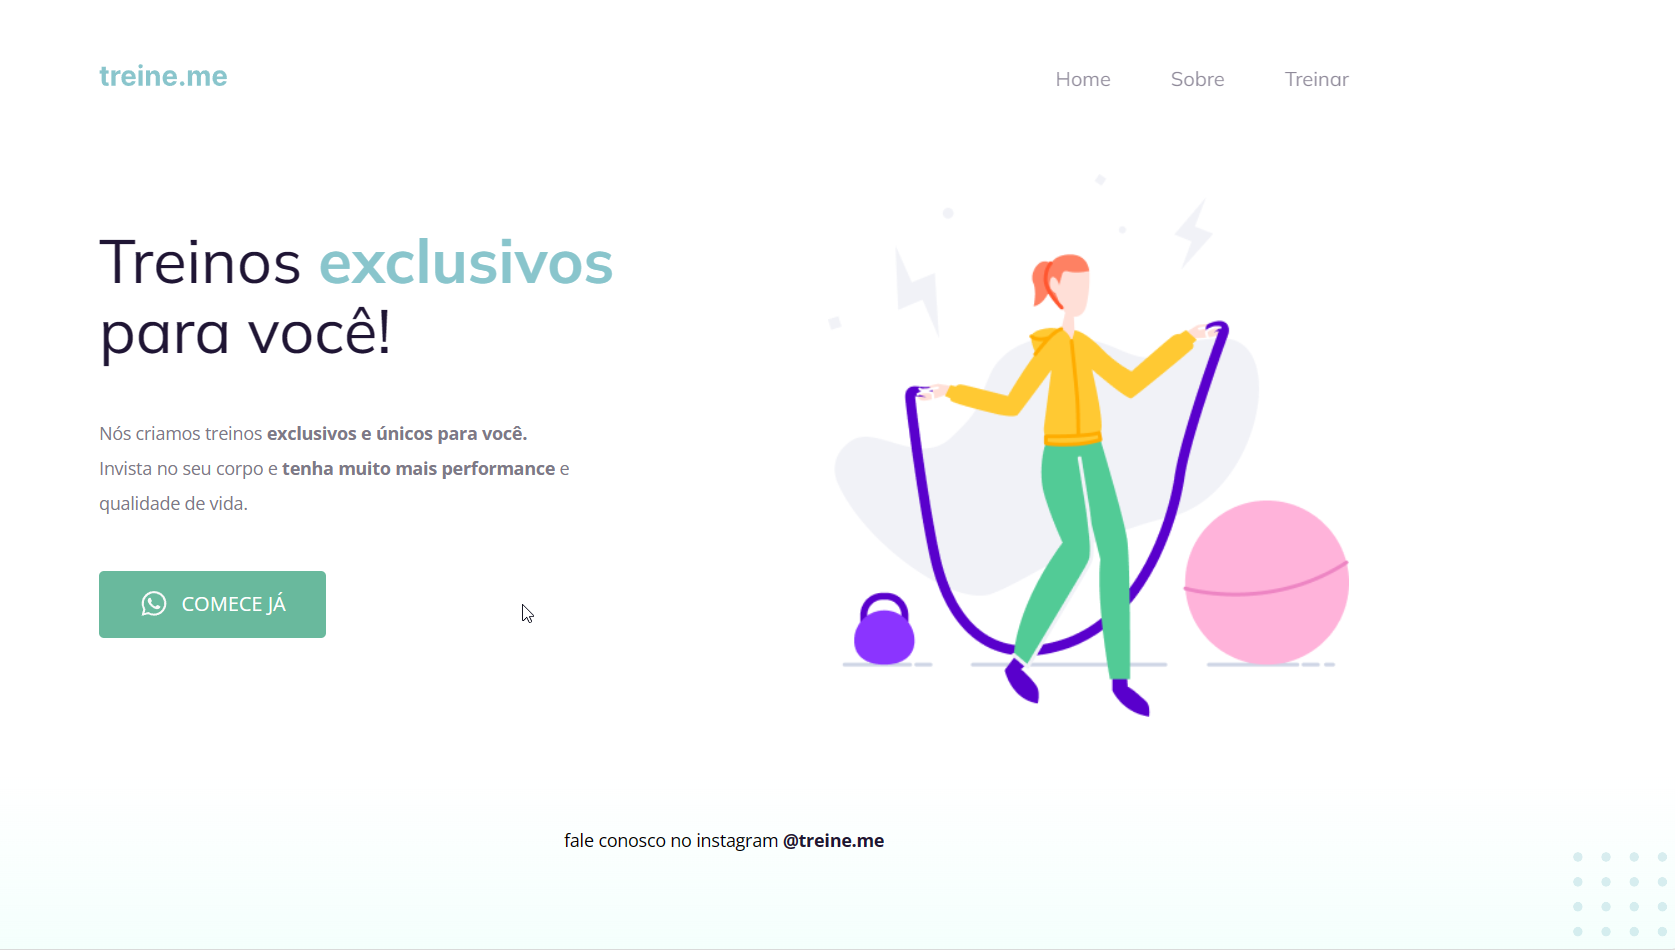 treine.me
Home Sobre Treinar
Treinos exclusivos
para você!
Nós criamos treinos exclusivos e únicos para você.
Invista no seu corpo e tenha muito mais performance e
qualidade de vida.
COMECE JÁ
fale conosco no instagram @treine.me